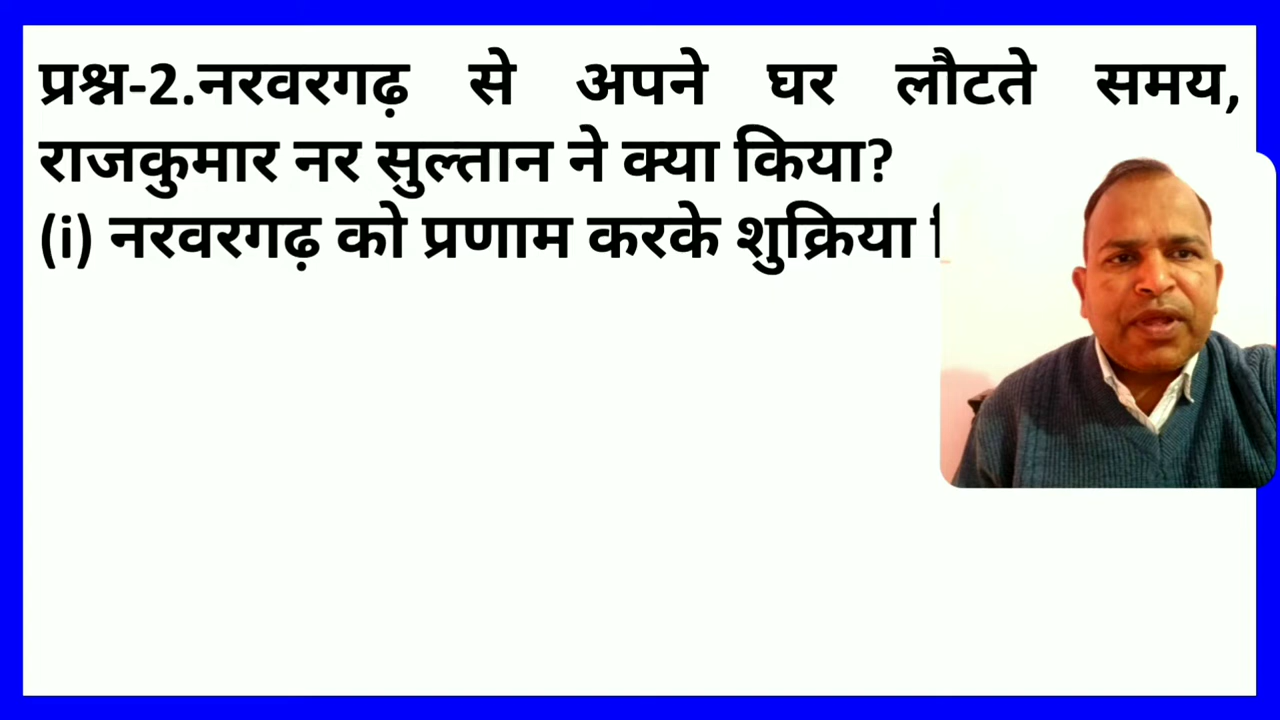 प्रश्न-2.नरवरगढ़ से अपने घर लौटते समय,
राजकुमार नर सुल्तान ने क्या किया?
(i) नरवरगढ़ को प्रणाम करके शुक्रिया